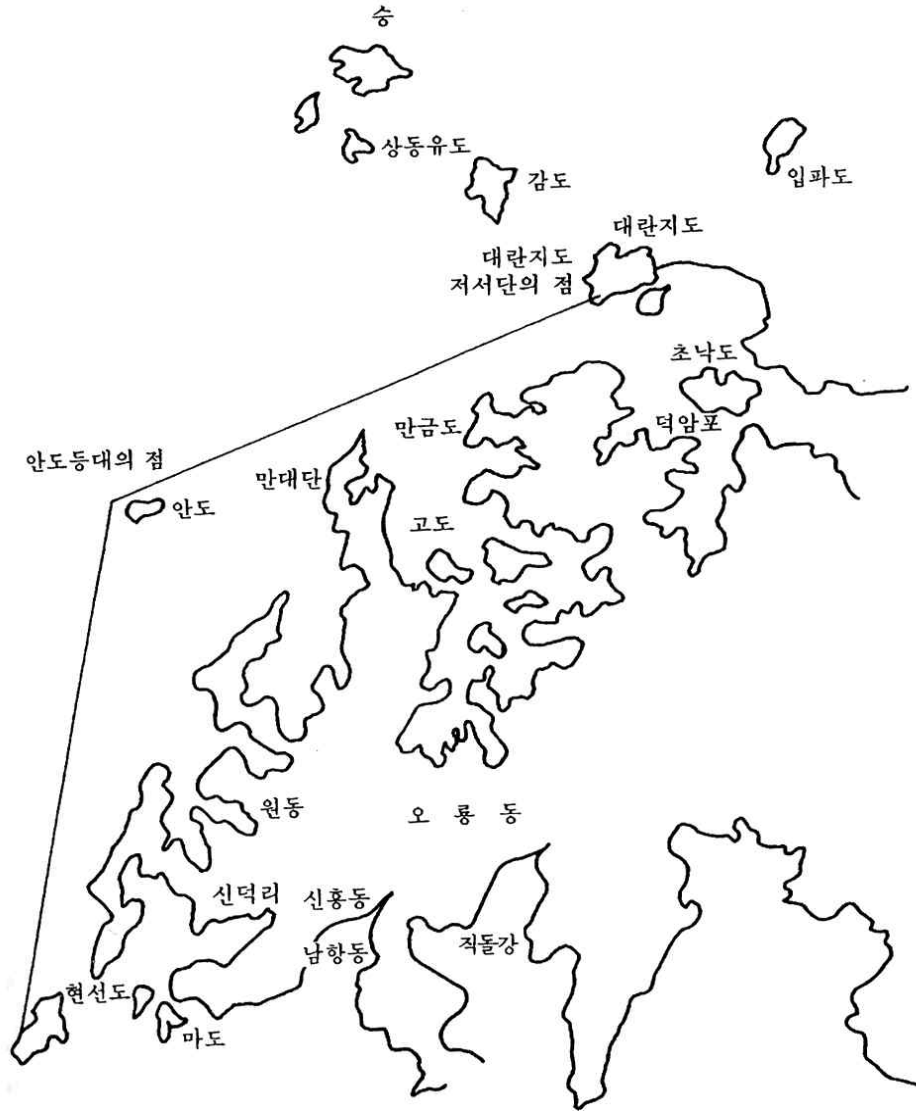 승
상동유도
감도
입파도
대란지도
대란지도
저서단의 점
초낙도
만금도
덕암포
안도등대의 점
만대단
안도
고도
원동
오 룡 동
신덕리
신흥동
남항동
직돌강
현선도
마도